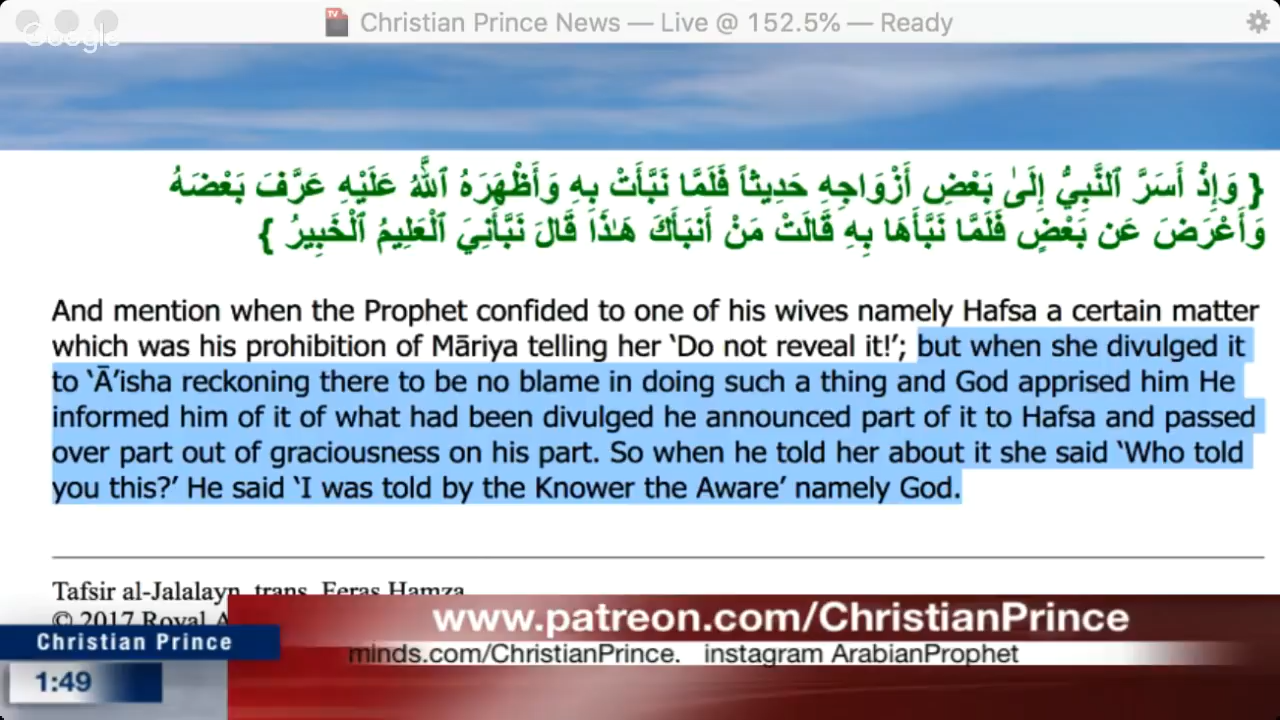 Christian Prince News — Live @ 152.5% — Ready
Google
{ وَإِذْ أَسَرَّ ٱلنَّبِيُّ إِلَىٰ بَعْضِ أَزْوَاجِهِ حَدِيثاً فَلَمَّا نَبَّأَتْ بِهِ وَأَظْهَرَهُ ٱللَّهُ عَلَيْهِ عَرَّفَ بَعْضَهُ
وَأَعْرَضَ عَن بَعْضٍ فَلَمَّا نَبَّأَهَا بِهِ قَالَتْ مَنْ أَنبَأَكَ هَـٰذَا قَالَ نَبَّأَنِيَ ٱلْعَلِيمُ ٱلْخَبِيرُ }
And mention when the Prophet confided to one of his wives namely Hafsa a certain matter
which was his prohibition of Māriya telling her ‘Do not reveal it!’; but when she divulged it
to ‘Ā’isha reckoning there to be no blame in doing such a thing and God apprised him He
informed him of it of what had been divulged he announced part of it to Hafsa and passed
over part out of graciousness on his part. So when he told her about it she said ‘Who told
you this?’ He said ‘I was told by the Knower the Aware’ namely God.
Tafsir al-Jalalayn, trans. Feras Hamza
© 2017 Royal
www.patreon.com/ChristianPrince
Christian Prince
minds.com/ChristianPrince. instagram ArabianProphet
1:49